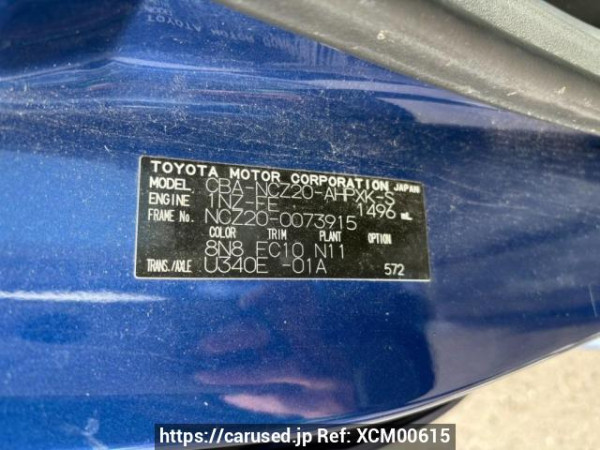 TOYOTA MOTOR CORPORATION JAPAN
MODEL CBA-NCZ20-AHPXK-S
ENGINE 1NZ-FE 1496 mL
FRAME No. NCZ20-0073915
COLOR TRIM PLANT OPTION
8N8 FC10 N11
TRANS./AXLE U340E -01A 572
https://carused.jp Ref: XCM00615